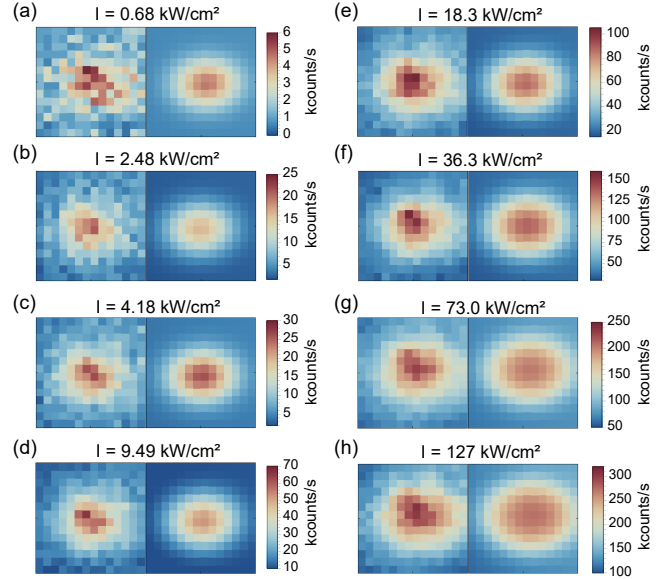 (a) I = 0.68 kW/cm²
6
5
4
3
2
1
0
kcounts/s
(b) I = 2.48 kW/cm²
25
20
15
10
5
kcounts/s
(c) I = 4.18 kW/cm²
30
25
20
15
10
5
kcounts/s
(d) I = 9.49 kW/cm²
70
60
50
40
30
20
10
kcounts/s
(e) I = 18.3 kW/cm²
100
80
60
40
20
kcounts/s
(f) I = 36.3 kW/cm²
150
100
50
kcounts/s
(g) I = 73.0 kW/cm²
250
200
150
100
50
kcounts/s
(h) I = 127 kW/cm²
300
250
200
150
100
kcounts/s